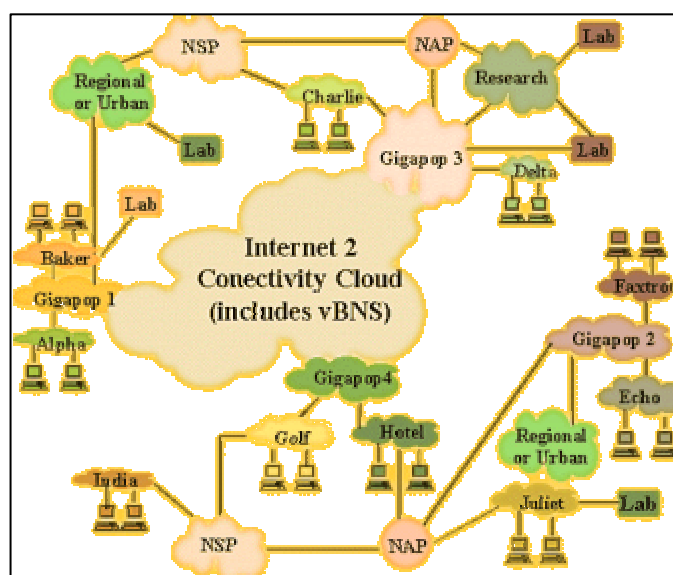 NSP
NAP
Lab
Regional
or Urban
Research
Charlie
Lab
Gigapop 3
Lab
Delta
Lab
Baker
Internet 2
Conectivity Cloud
(includes vBNS)
Gigapop 1
Faxtrot
Alpha
Gigapop 2
Gigapop4
Echo
Golf
Hotel
Regional
or Urban
India
Juliet
Lab
NSP
NAP